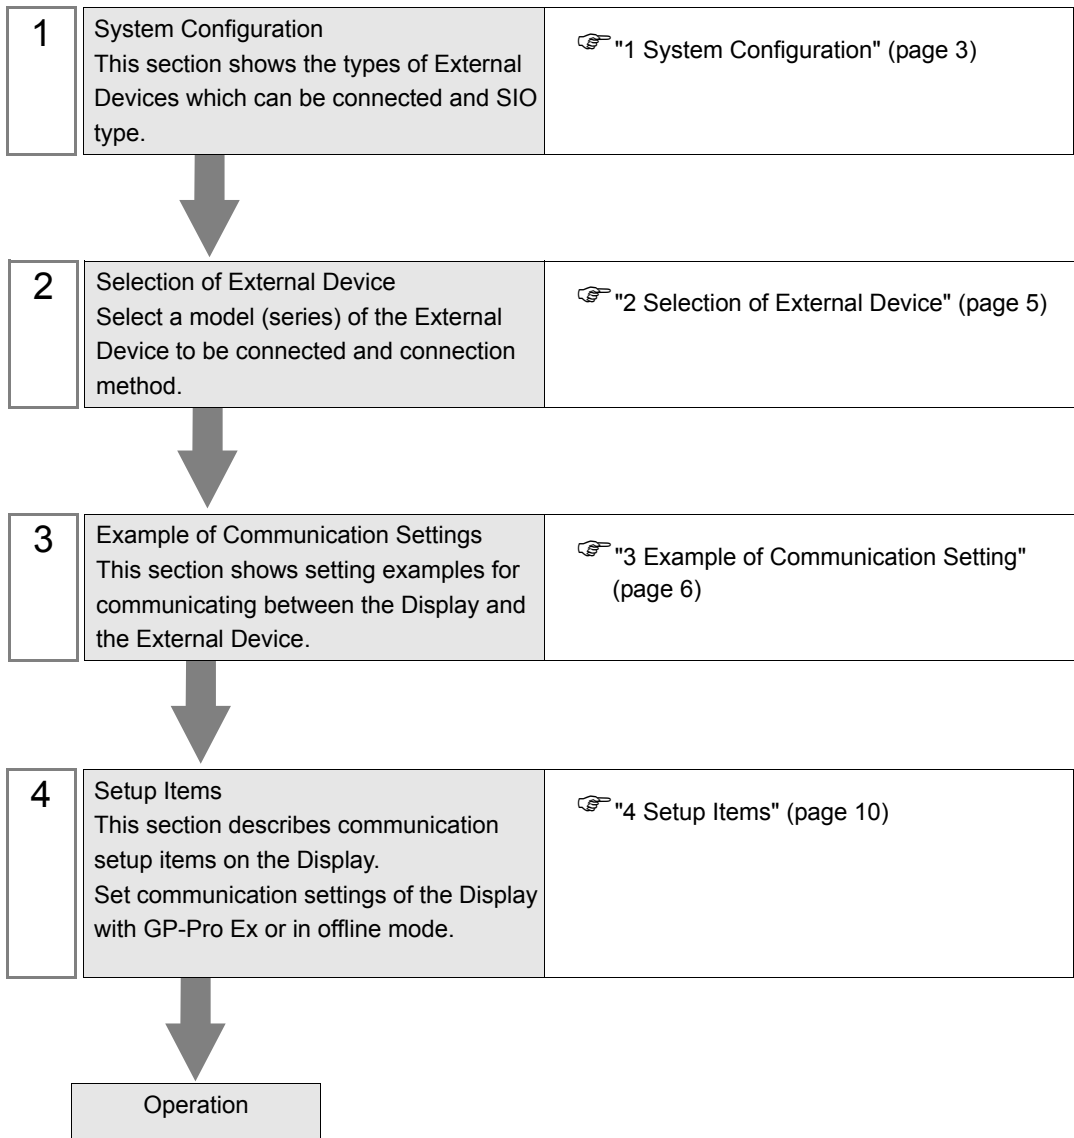 1
System Configuration
This section shows the types of External
Devices which can be connected and SIO
type.
"1 System Configuration" (page 3)
2
Selection of External Device
Select a model (series) of the External
Device to be connected and connection
method.
"2 Selection of External Device" (page 5)
3
Example of Communication Settings
This section shows setting examples for
communicating between the Display and
the External Device.
"3 Example of Communication Setting"
(page 6)
4
Setup Items
This section describes communication
setup items on the Display.
Set communication settings of the Display
with GP-Pro Ex or in offline mode.
"4 Setup Items" (page 10)
Operation